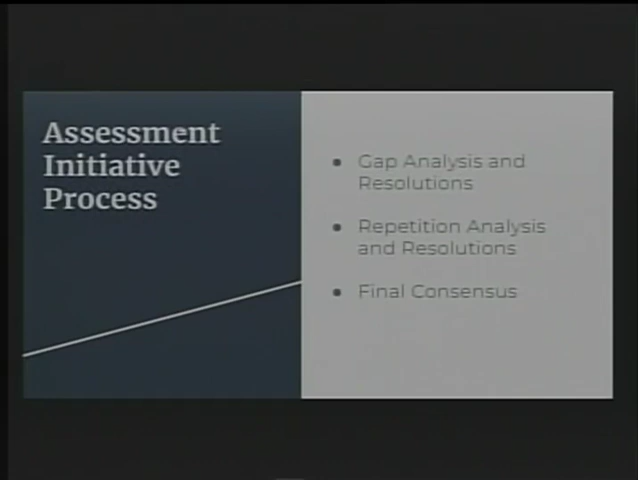 Assessment
Initiative
Process
Gap Analysis and
Resolutions
Repetition Analysis
and Resolutions
Final Consensus